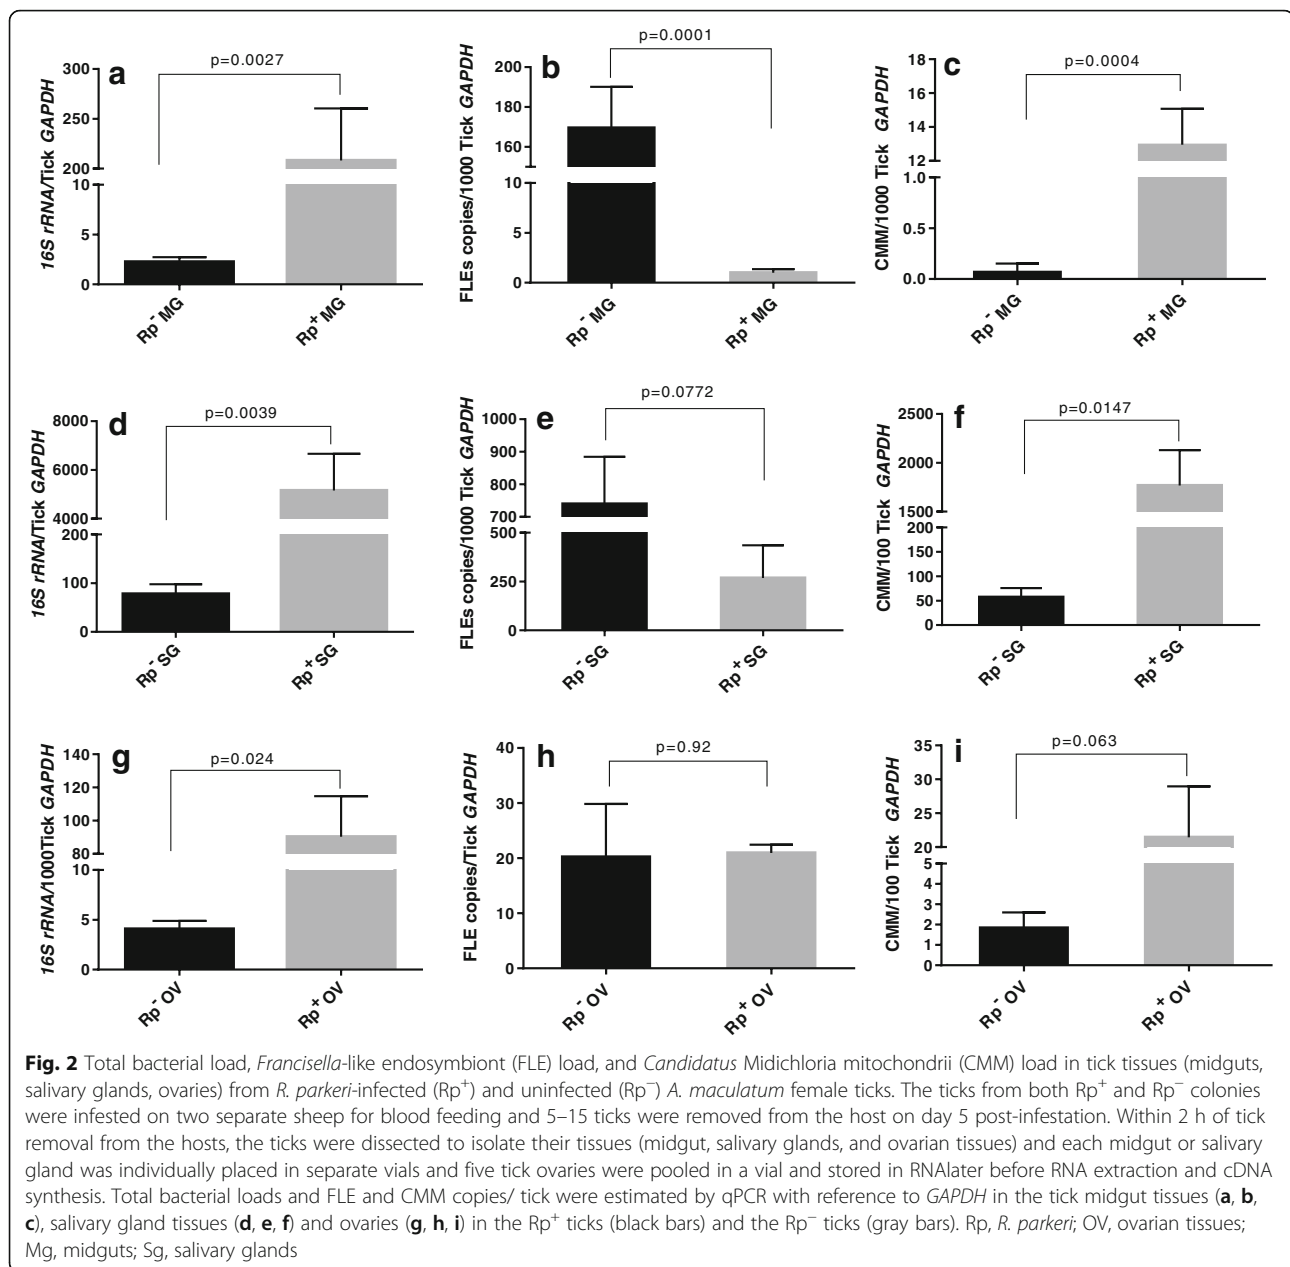 a
p=0.0027
16S rRNA/Tick GAPDH
300
250
200
10
5
0
Rp- MG
Rp+ MG
b
p=0.0001
FLEs copies/1000 Tick GAPDH
200
180
160
10
5
0
Rp- MG
Rp+ MG
c
p=0.0004
CMM/1000 Tick GAPDH
18
16
14
12
1.0
0.5
0.0
Rp- MG
Rp+ MG
d
p=0.0039
16S rRNA/Tick GAPDH
8000
6000
4000
200
100
0
Rp- SG
Rp+ SG
e
p=0.0772
FLEs copies/1000 Tick GAPDH
1000
900
800
700
500
250
0
Rp- SG
Rp+ SG
f
p=0.0147
CMM/100 Tick GAPDH
2500
2000
1500
200
150
100
50
0
Rp- SG
Rp+ SG
g
p=0.024
16S rRNA/1000Tick GAPDH
140
120
100
80
10
5
0
Rp- OV
Rp+ OV
h
p=0.92
FLE copies/Tick GAPDH
40
30
20
10
0
Rp- OV
Rp+ OV
i
p=0.063
CMM/100 Tick GAPDH
35
30
25
20
5
4
3
2
1
0
Rp- OV
Rp+ OV
Fig. 2 Total bacterial load, Francisella-like endosymbiont (FLE) load, and Candidatus Midichloria mitochondrii (CMM) load in tick tissues (midguts,
salivary glands, ovaries) from R. parkeri-infected (Rp+) and uninfected (Rp−) A. maculatum female ticks. The ticks from both Rp+ and Rp− colonies
were infested on two separate sheep for blood feeding and 5–15 ticks were removed from the host on day 5 post-infestation. Within 2 h of tick
removal from the hosts, the ticks were dissected to isolate their tissues (midgut, salivary glands, and ovarian tissues) and each midgut or salivary
gland was individually placed in separate vials and five tick ovaries were pooled in a vial and stored in RNAlater before RNA extraction and cDNA
synthesis. Total bacterial loads and FLE and CMM copies/ tick were estimated by qPCR with reference to GAPDH in the tick midgut tissues (a, b,
c), salivary gland tissues (d, e, f) and ovaries (g, h, i) in the Rp+ ticks (black bars) and the Rp− ticks (gray bars). Rp, R. parkeri; OV, ovarian tissues;
Mg, midguts; Sg, salivary glands